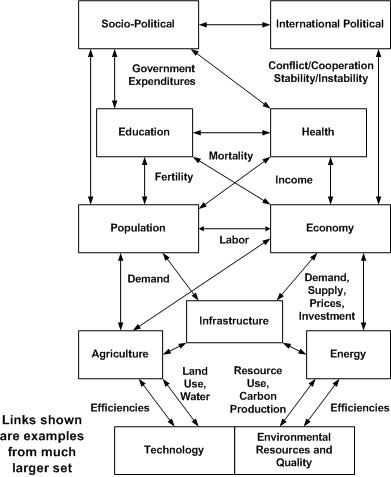 Socio-Political
International Political
Government
Expenditures
Conflict/Cooperation
Stability/Instability
Education
Health
Mortality
Fertility
Income
Population
Economy
Labor
Demand
Demand,
Supply,
Prices,
Investment
Infrastructure
Agriculture
Energy
Land
Use,
Water
Resource
Use, Carbon
Production
Efficiencies
Efficiencies
Links shown
are examples
from much
larger set
Technology
Environmental
Resources and
Quality